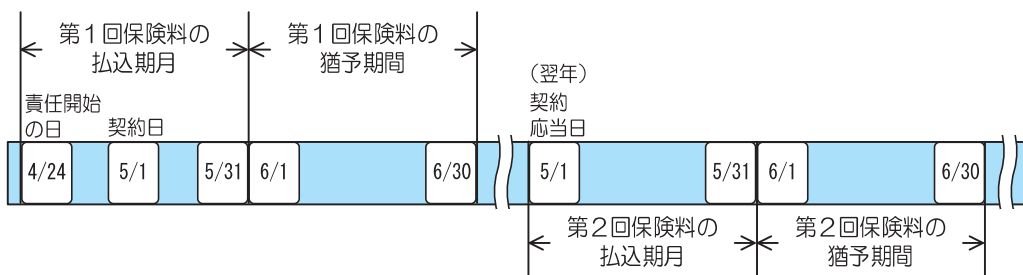 第1回保険料の
払込期月
第1回保険料の
猶予期間
責任開始
の日
契約日
(翌年)
契約
応当日
4/24
5/1
5/31
6/1
6/30
5/1
5/31
6/1
6/30
第2回保険料の
払込期月
第2回保険料の
猶予期間